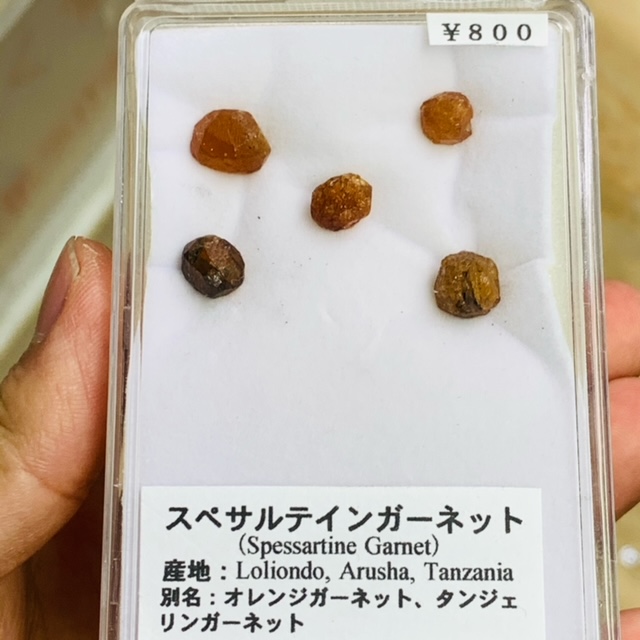 ¥800
スペサルテインガーネット
(Spessartine Garnet)
産地：Loliondo, Arusha, Tanzania
別名：オレンジガーネット、タンジェ
リンガーネット